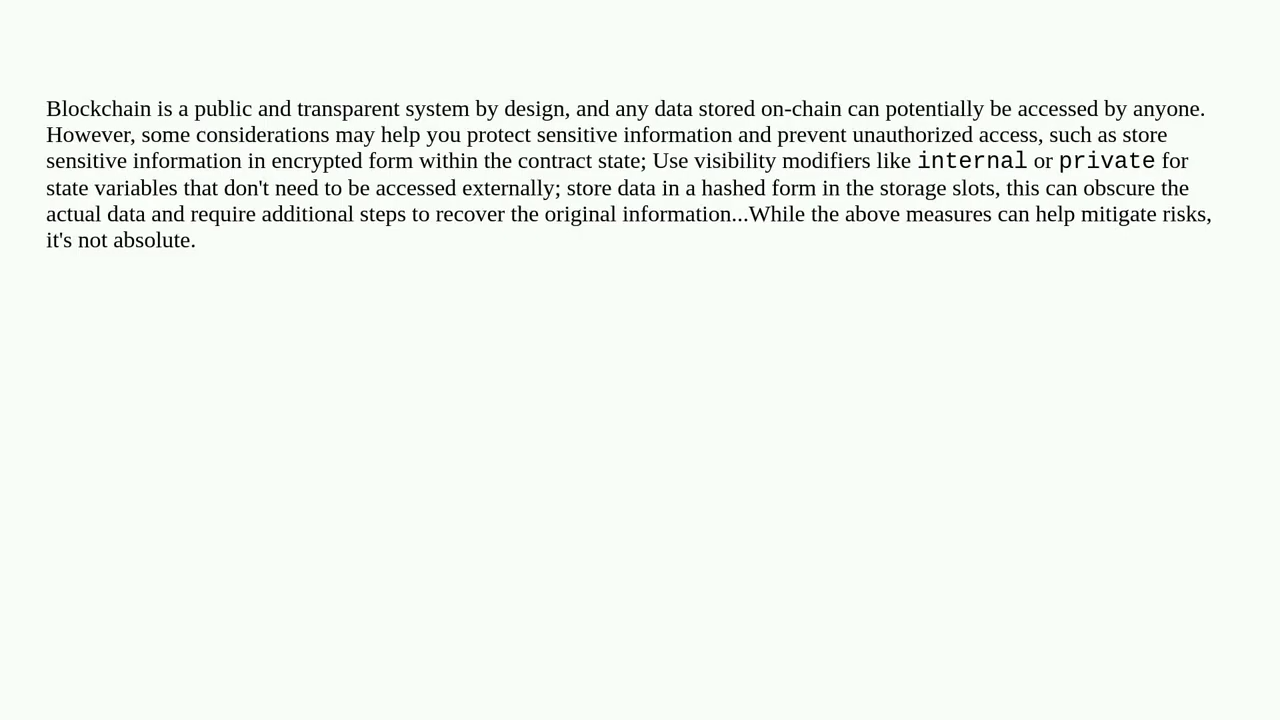 Blockchain is a public and transparent system by design, and any data stored on-chain can potentially be accessed by anyone.
However, some considerations may help you protect sensitive information and prevent unauthorized access, such as store
sensitive information in encrypted form within the contract state; Use visibility modifiers like internal or private for
state variables that don't need to be accessed externally; store data in a hashed form in the storage slots, this can obscure the
actual data and require additional steps to recover the original information...While the above measures can help mitigate risks,
it's not absolute.